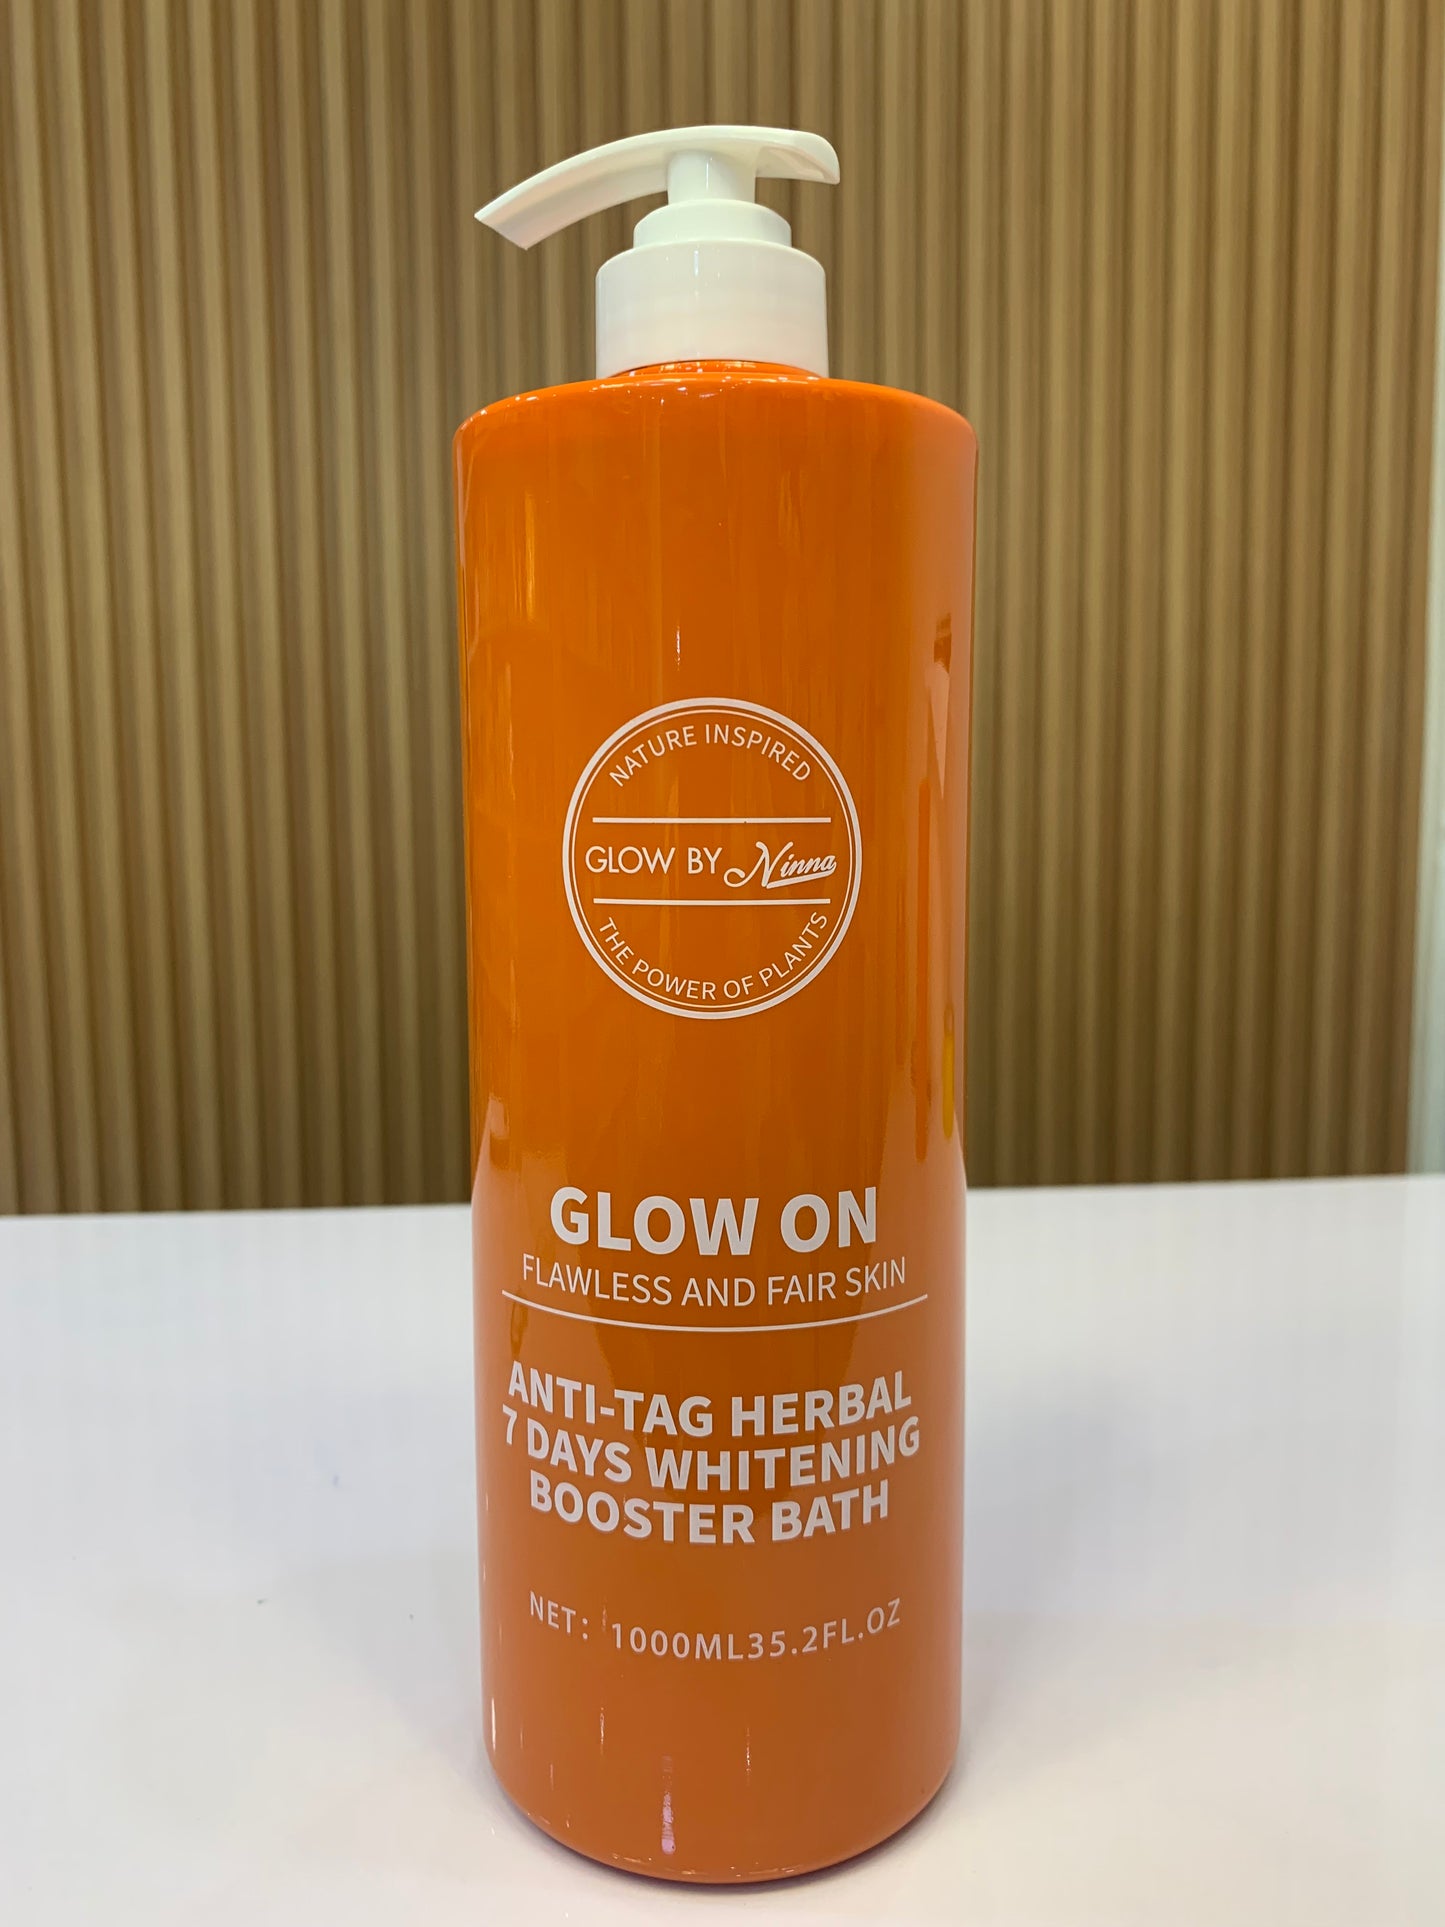 NATURE INSPIRED
GLOW BY Ninna
THE POWER OF PLANTS
GLOW ON
FLAWLESS AND FAIR SKIN
ANTI-TAG HERBAL
7 DAYS WHITENING
BOOSTER BATH
NET: 1000ML35.2FL.OZ